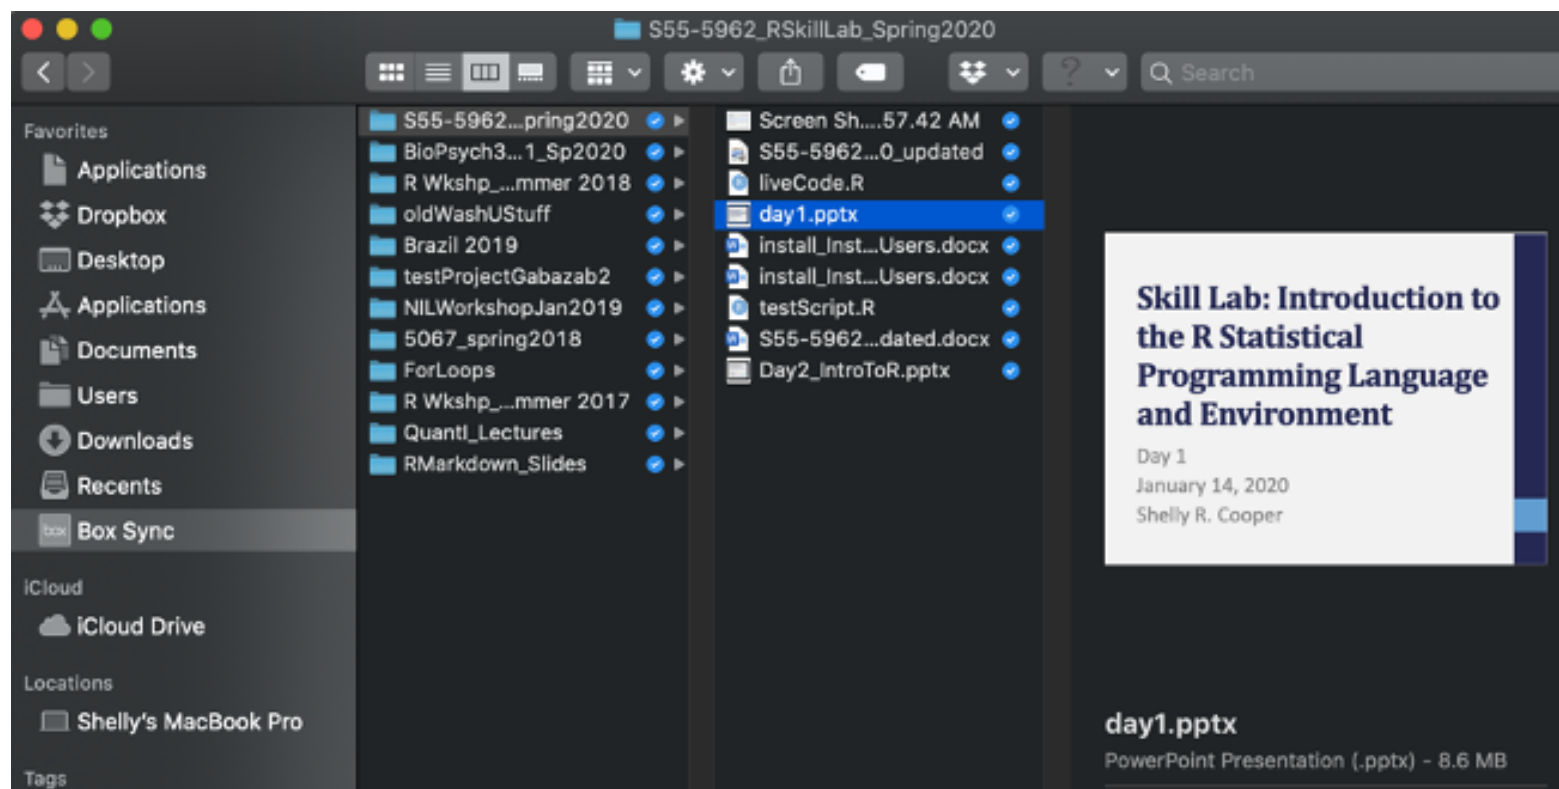 S55-5962_RSkillLab_Spring2020
Search
Favorites
Applications
Dropbox
Desktop
Applications
Documents
Users
Downloads
Recents
box Box Sync
iCloud
iCloud Drive
Locations
Shelly's MacBook Pro
Tags
S55-5962...pring2020
BioPsych3...1_Sp2020
R Wkshp_...mmer 2018
oldWashUStuff
Brazil 2019
testProjectGabazab2
NILWorkshopJan2019
5067_spring2018
ForLoops
R Wkshp_...mmer 2017
QuantI_Lectures
RMarkdown_Slides
Screen Sh....57.42 AM
S55-5962...0_updated
liveCode.R
day1.pptx
install_Inst...Users.docx
install_Inst...Users.docx
testScript.R
S55-5962...dated.docx
Day2_IntroToR.pptx
Skill Lab: Introduction to
the R Statistical
Programming Language
and Environment
Day 1
January 14, 2020
Shelly R. Cooper
day1.pptx
PowerPoint Presentation (.pptx) - 8.6 MB